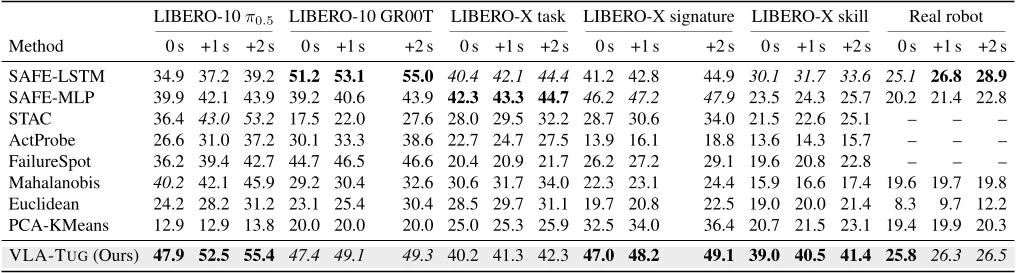 LIBERO-10 π0.5 LIBERO-10 GR00T LIBERO-X task LIBERO-X signature LIBERO-X skill Real robot
Method 0 s +1 s +2 s 0 s +1 s +2 s 0 s +1 s +2 s 0 s +1 s +2 s 0 s +1 s +2 s 0 s +1 s +2 s
SAFE-LSTM 34.9 37.2 39.2 51.2 53.1 55.0 40.4 42.1 44.4 41.2 42.8 44.9 30.1 31.7 33.6 25.1 26.8 28.9
SAFE-MLP 39.9 42.1 43.9 39.2 40.6 43.9 42.3 43.3 44.7 46.2 47.2 47.9 23.5 24.3 25.7 20.2 21.4 22.8
STAC 36.4 43.0 53.2 17.5 22.0 27.6 28.0 29.5 32.2 28.7 30.6 34.0 21.5 22.6 25.1 – – –
ActProbe 26.6 31.0 37.2 30.1 33.3 38.6 22.7 24.7 27.5 13.9 16.1 18.8 13.6 14.3 15.7 – – –
FailureSpot 36.2 39.4 42.7 44.7 46.5 46.6 20.4 20.9 21.7 26.2 27.2 29.1 19.6 20.8 22.8 – – –
Mahalanobis 40.2 42.1 45.9 29.2 30.4 32.6 30.6 31.7 34.0 22.3 23.1 24.4 15.9 16.6 17.4 19.6 19.7 19.8
Euclidean 24.2 28.2 31.2 23.1 25.4 30.4 28.5 29.7 31.1 19.7 20.8 22.5 19.0 20.0 21.4 8.3 9.7 12.2
PCA-KMeans 12.9 12.9 13.8 20.0 20.0 20.0 25.0 25.3 25.9 32.5 34.0 36.4 20.7 21.5 23.1 19.4 19.9 20.3
VLA-TUG (Ours) 47.9 52.5 55.4 47.4 49.1 49.3 40.2 41.3 42.3 47.0 48.2 49.1 39.0 40.5 41.4 25.8 26.3 26.5